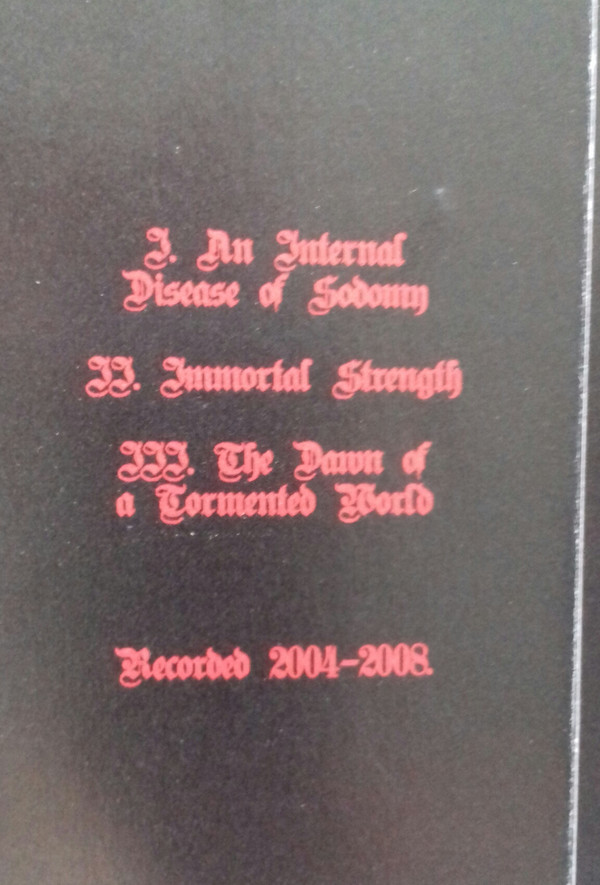 I. An Internal
Disease of Sodomy
II. Immortal Strength
III. The Dawn of
a Tormented World
Recorded 2004-2008.